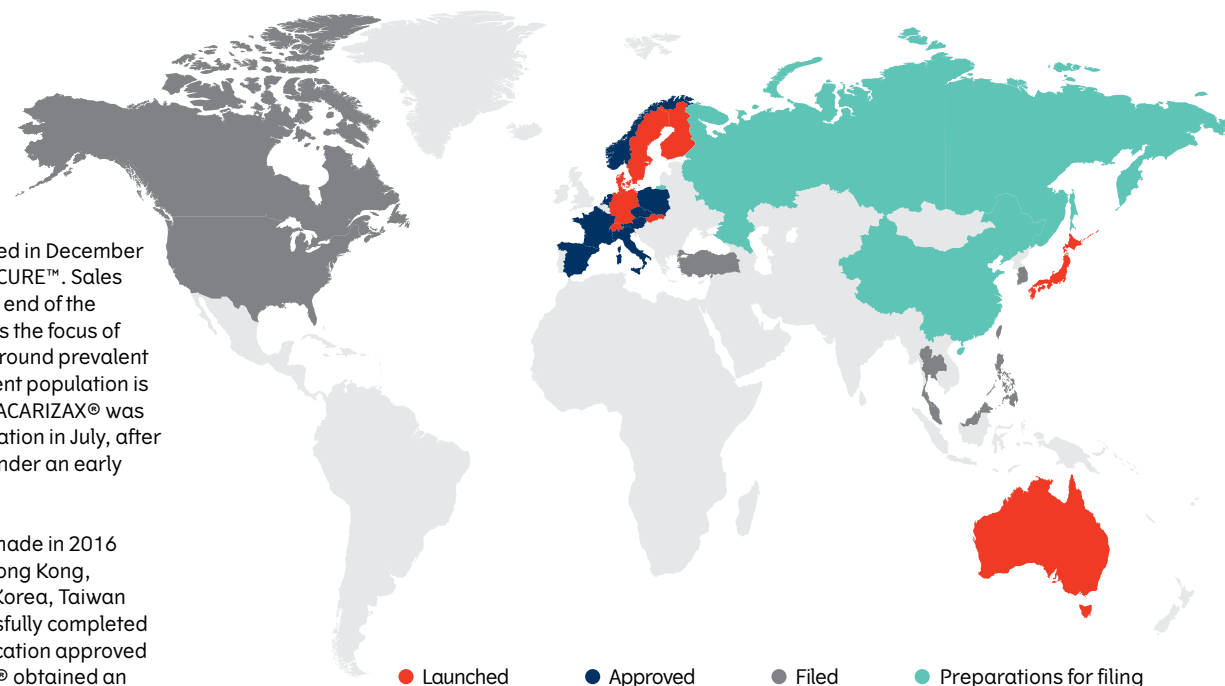 ed in December
CURE™. Sales
end of the
s the focus of
round prevalent
ent population is
ACARIZAX® was
ation in July, after
nder an early
made in 2016
ong Kong,
Korea, Taiwan
sfully completed
cation approved
® obtained an
Launched
Approved
Filed
Preparations for filing